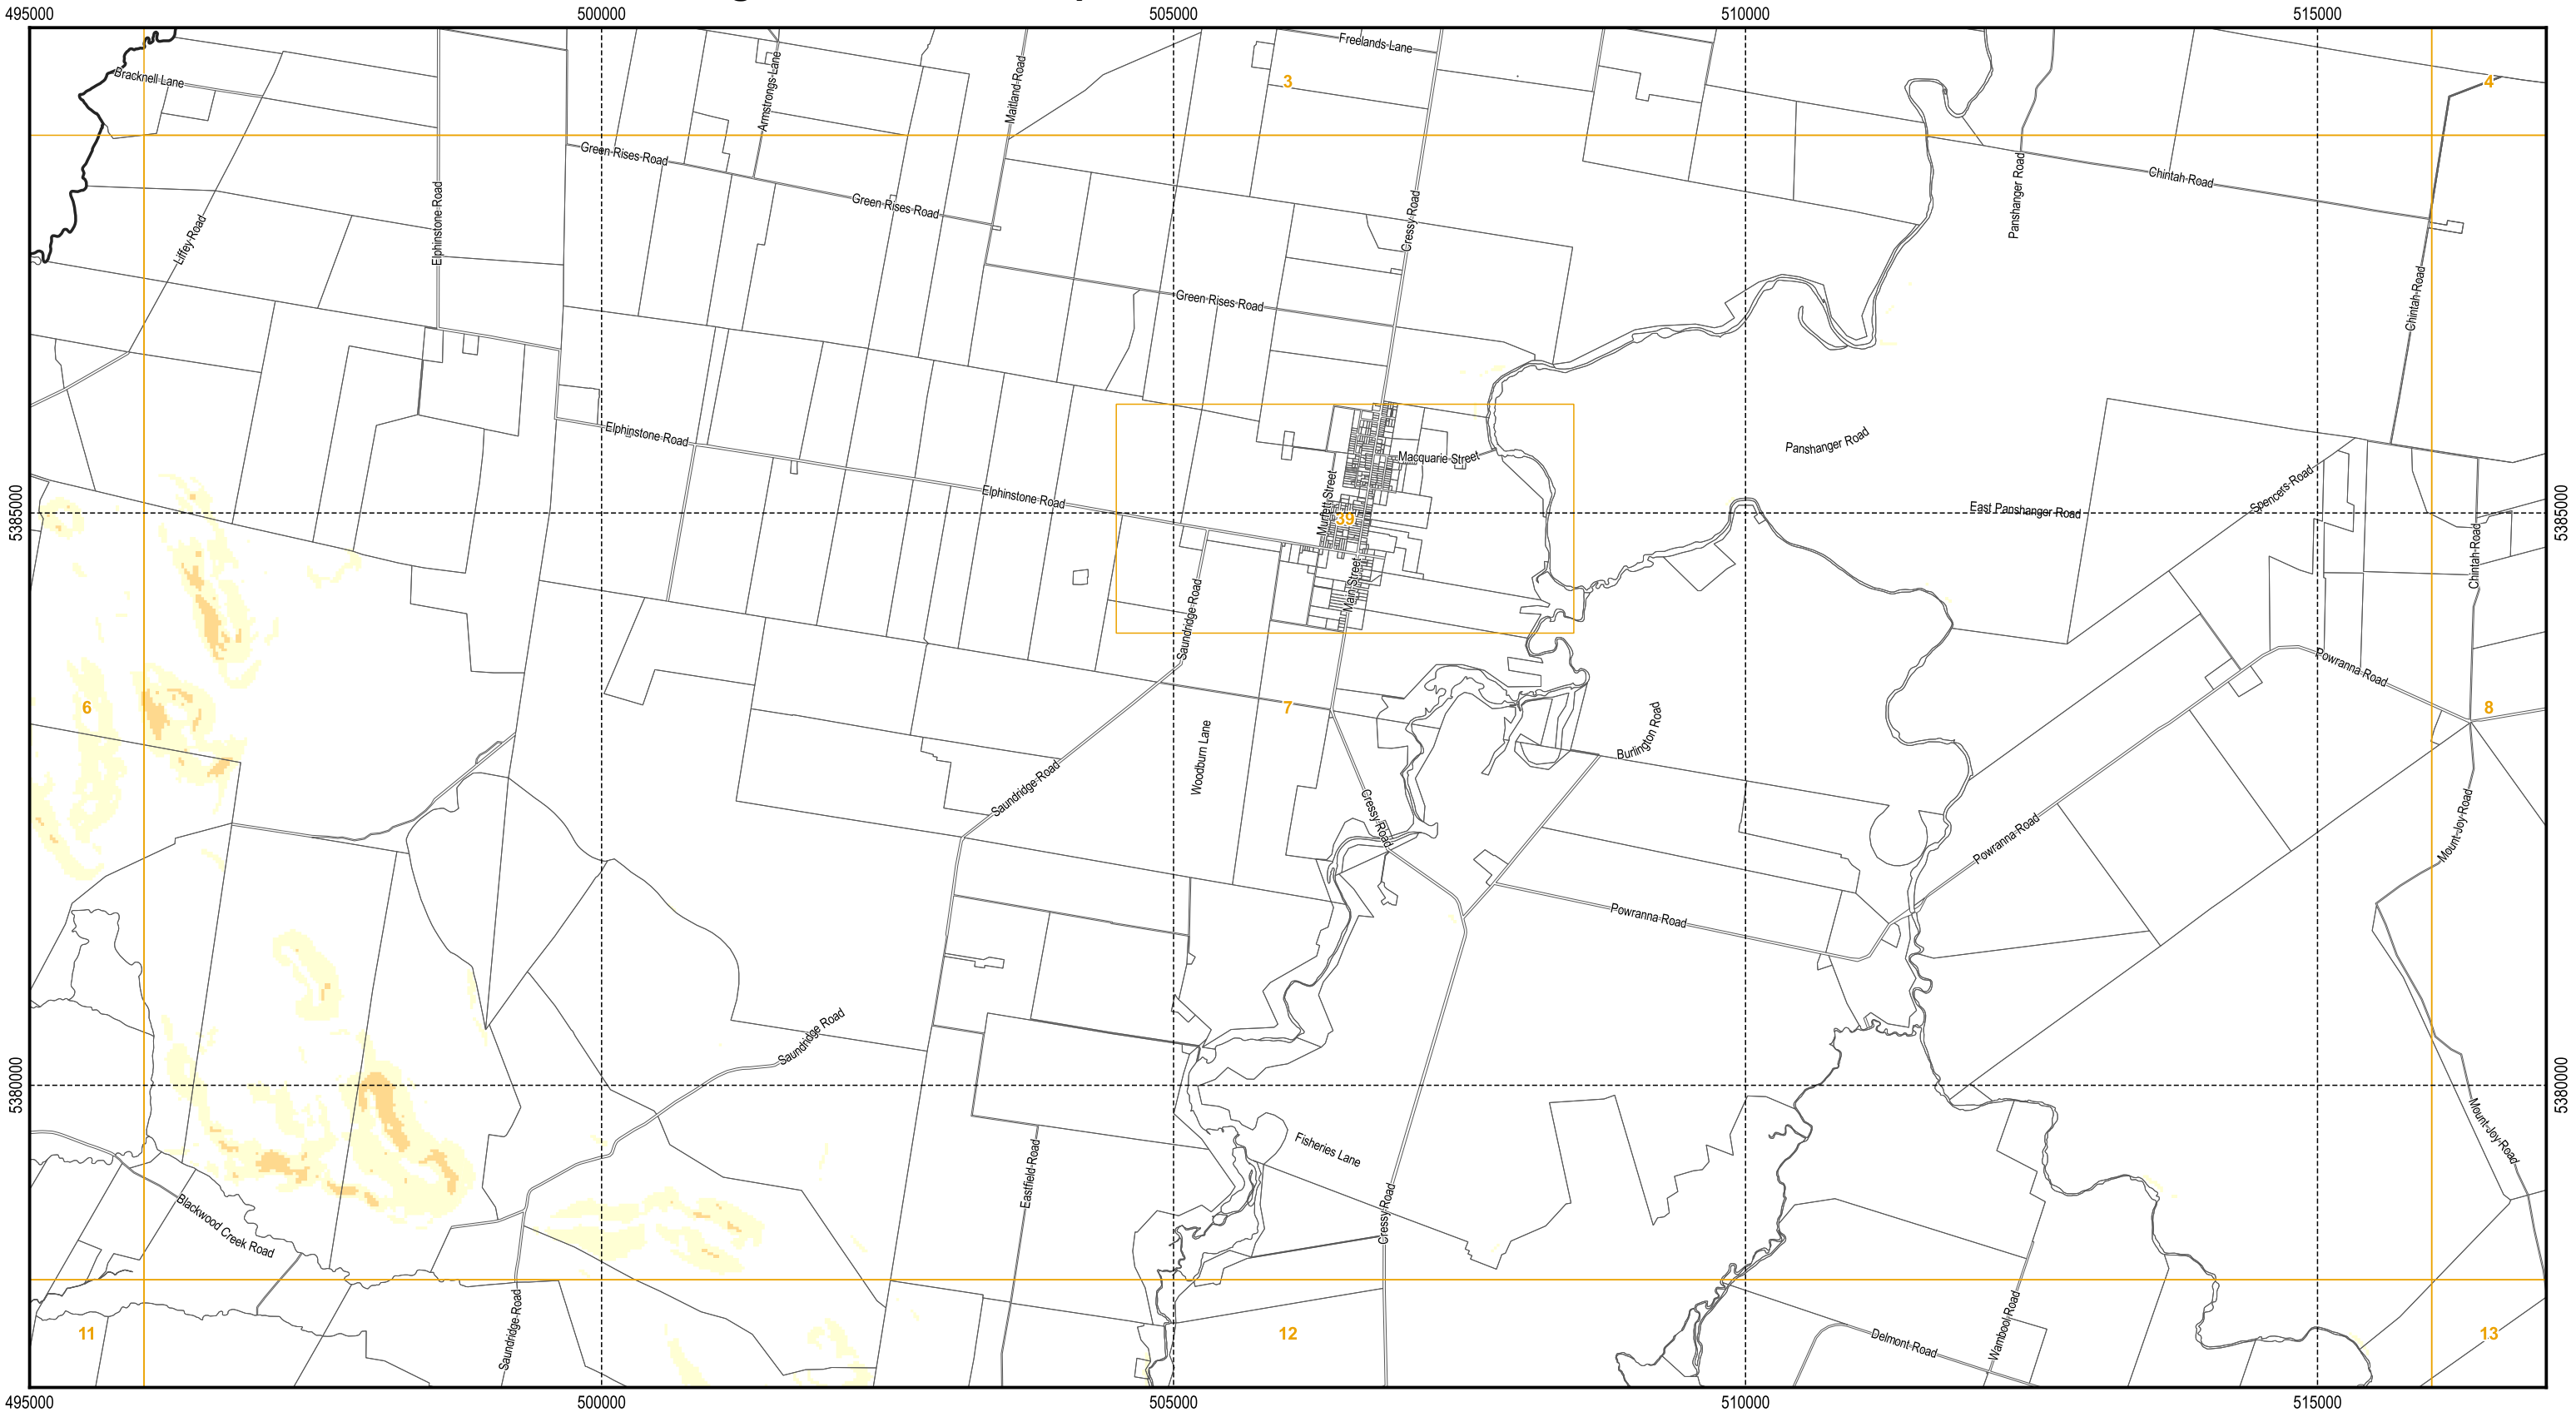 495000 500000 505000 510000 515000
Freelands Lane
Bracknell Lane
Armstrongs Lane
Maitland Road
3
4
Green Rises Road
Chintah Road
Panshanger Road
Elphinstone Road
Liffey Road
Green Rises Road
Cressy Road
Green Rises Road
Chintah Road
Elphinstone Road
Panshanger Road
Macquarie Street
Spencers Road
Elphinstone Road
Murfett Street
39
East Panshanger Road
5385000
5385000
Chintah Road
Main Street
Saundridge Road
Powranna Road
6
7
8
Burlington Road
Woodburn Lane
Saundridge Road
Cressy Road
Powranna Road
Mount Joy Road
Powranna Road
Saundridge Road
5380000
5380000
Mount Joy Road
Fisheries Lane
Eastfield Road
Cressy Road
Blackwood Creek Road
Saundridge Road
Wambool Road
Delmont Road
11
12
13
495000 500000 505000 510000 515000